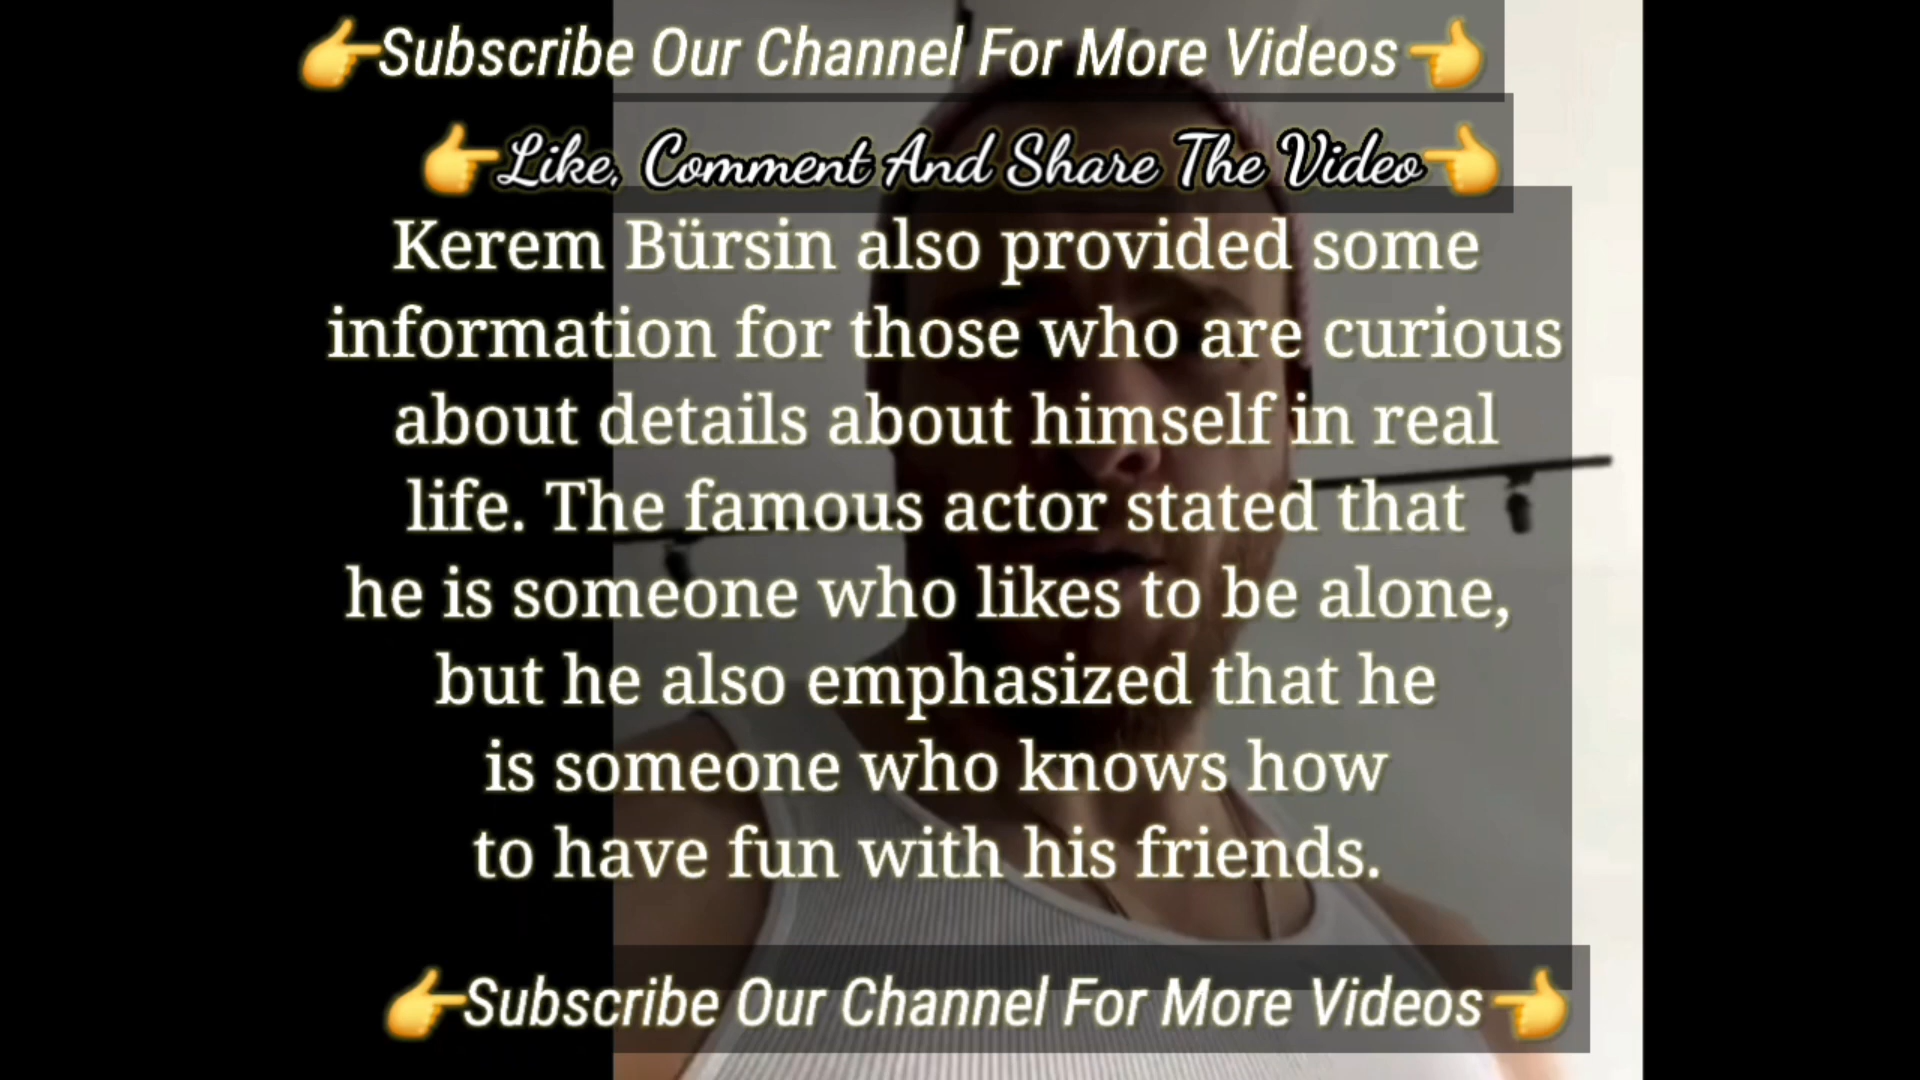 👉Subscribe Our Channel For More Videos👈
👉Like, Comment And Share The Video👈
Kerem Bürsin also provided some
information for those who are curious
about details about himself in real
life. The famous actor stated that
he is someone who likes to be alone,
but he also emphasized that he
is someone who knows how
to have fun with his friends.
👉Subscribe Our Channel For More Videos👈